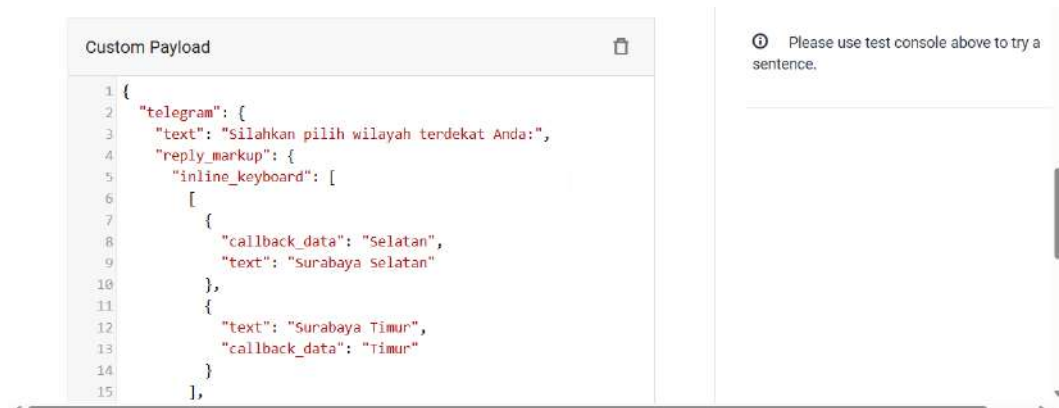 Custom Payload
1 {
2 "telegram": {
3 "text": "Silahkan pilih wilayah terdekat Anda:",
4 "reply_markup": {
5 "inline_keyboard": [
6 [
7 {
8 "callback_data": "Selatan",
9 "text": "Surabaya Selatan"
10 },
11 {
12 "text": "Surabaya Timur",
13 "callback_data": "Timur"
14 }
15 ],
Please use test console above to try a
sentence.